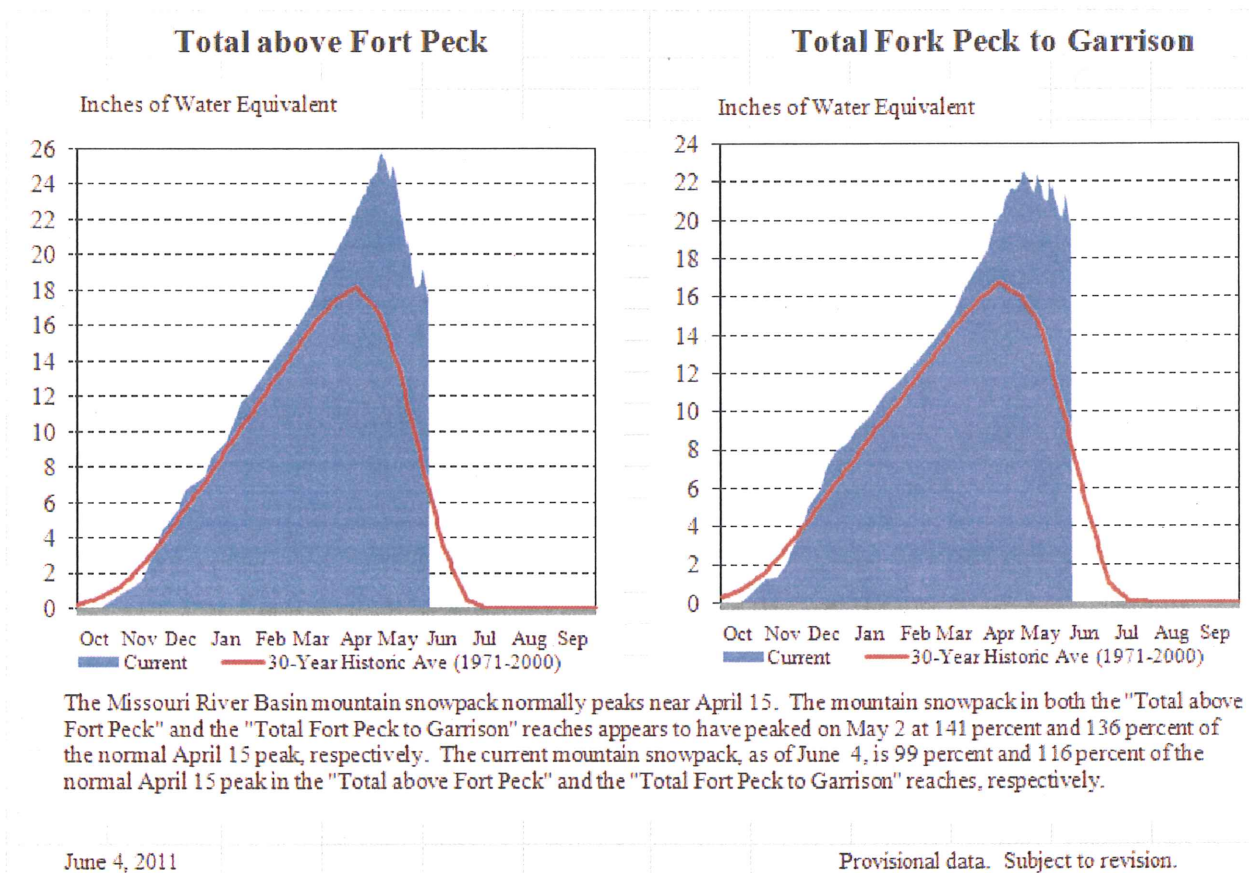 Total above Fort Peck
Inches of Water Equivalent
26
24
22
20
18
16
14
12
10
8
6
4
2
0
Oct Nov Dec Jan Feb Mar Apr May Jun Jul Aug Sep
Current 30-Year Historic Ave (1971-2000)
Total Fork Peck to Garrison
Inches of Water Equivalent
24
22
20
18
16
14
12
10
8
6
4
2
0
Oct Nov Dec Jan Feb Mar Apr May Jun Jul Aug Sep
Current 30-Year Historic Ave (1971-2000)
The Missouri River Basin mountain snowpack normally peaks near April 15. The mountain snowpack in both the "Total above
Fort Peck" and the "Total Fort Peck to Garrison" reaches appears to have peaked on May 2 at 141 percent and 136 percent of
the normal April 15 peak, respectively. The current mountain snowpack, as of June 4, is 99 percent and 116 percent of the
normal April 15 peak in the "Total above Fort Peck" and the "Total Fort Peck to Garrison" reaches, respectively.
June 4, 2011
Provisional data. Subject to revision.